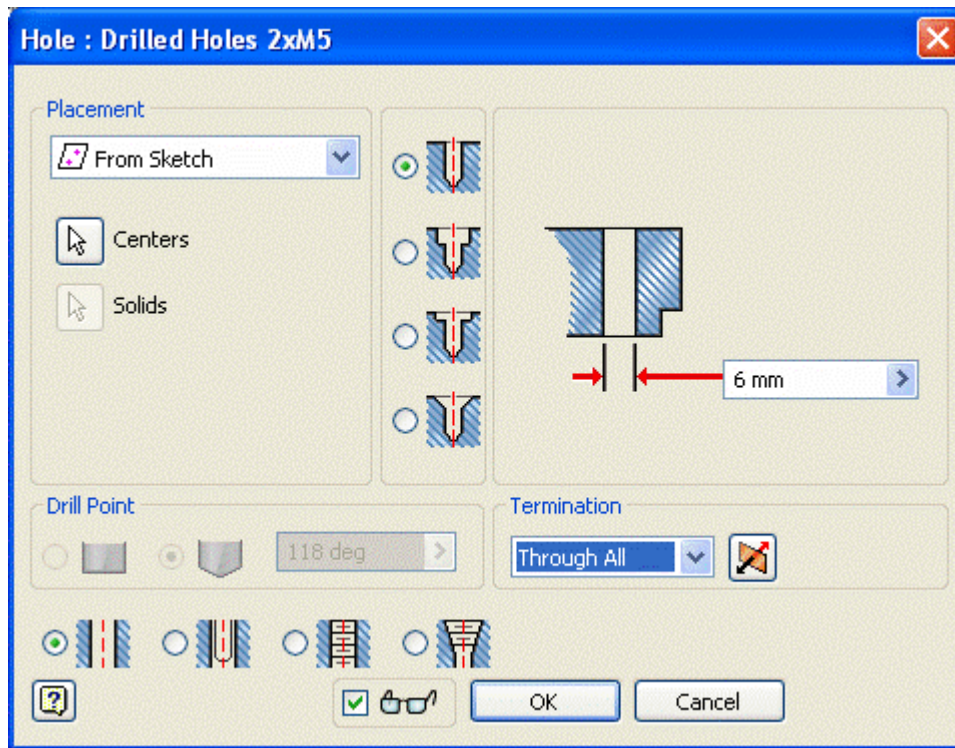 Hole : Drilled Holes 2xM5
Placement
From Sketch
Centers
Solids
6 mm
Drill Point
118 deg
Termination
Through All
?
OK
Cancel